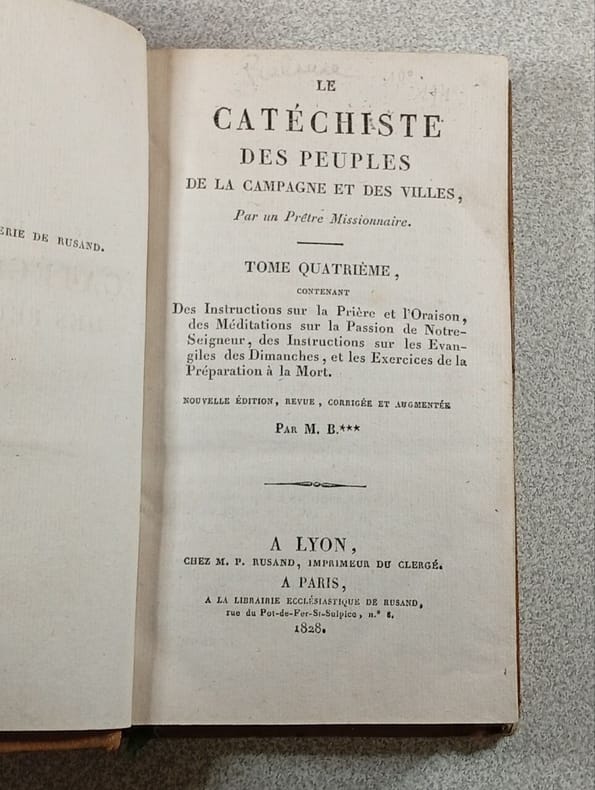 ERIE DE RUSAND.
LE
CATÉCHISTE
DES PEUPLES
DE LA CAMPAGNE ET DES VILLES,
Par un Prêtre Missionnaire.
TOME QUATRIÈME,
CONTENANT
Des Instructions sur la Prière et l'Oraison,
des Méditations sur la Passion de Notre-
Seigneur, des Instructions sur les Evan-
giles des Dimanches, et les Exercices de la
Préparation à la Mort.
NOUVELLE ÉDITION, REVUE, CORRIGÉE ET AUGMENTÉE
PAR M. B.***
A LYON,
CHEZ M. P. RUSAND, IMPRIMEUR DU CLERGÉ.
A PARIS,
A LA LIBRAIRIE ECCLÉSIASTIQUE DE RUSAND,
rue du Pot-de-Fer-St-Sulpice, n.° 8.
1828.